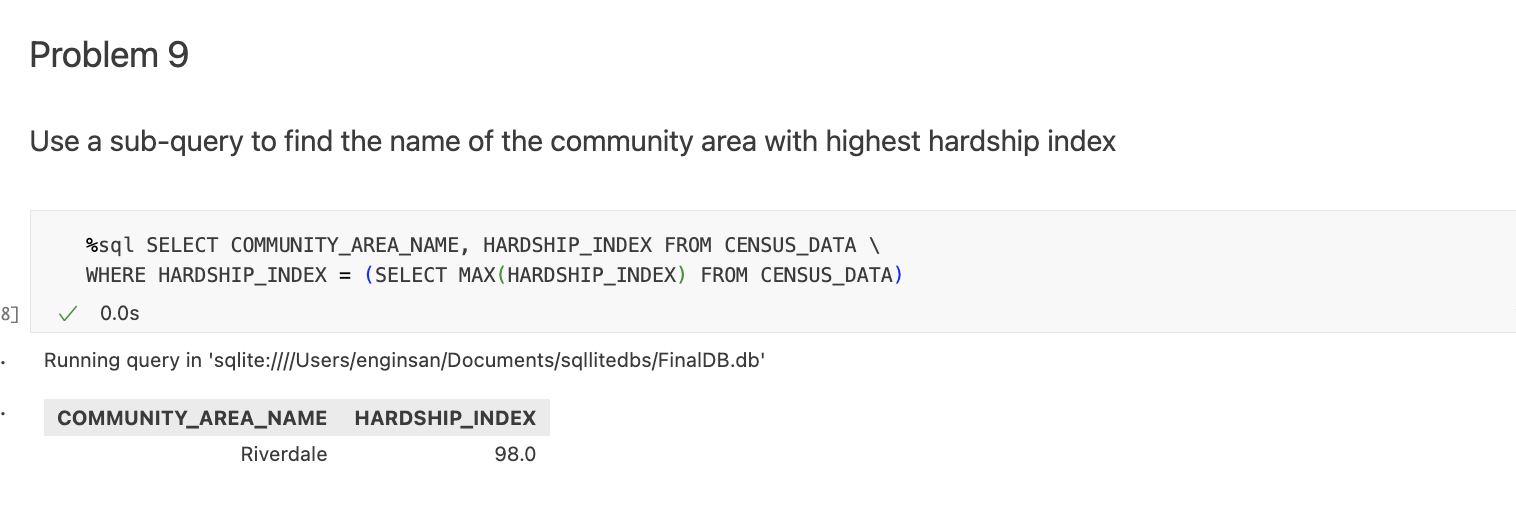 Problem 9
Use a sub-query to find the name of the community area with highest hardship index
%sql SELECT COMMUNITY_AREA_NAME, HARDSHIP_INDEX FROM CENSUS_DATA \
WHERE HARDSHIP_INDEX = (SELECT MAX(HARDSHIP_INDEX) FROM CENSUS_DATA)
8] ✓ 0.0s
Running query in 'sqlite:////Users/enginsan/Documents/sqllitedbs/FinalDB.db'
COMMUNITY_AREA_NAME HARDSHIP_INDEX
Riverdale 98.0